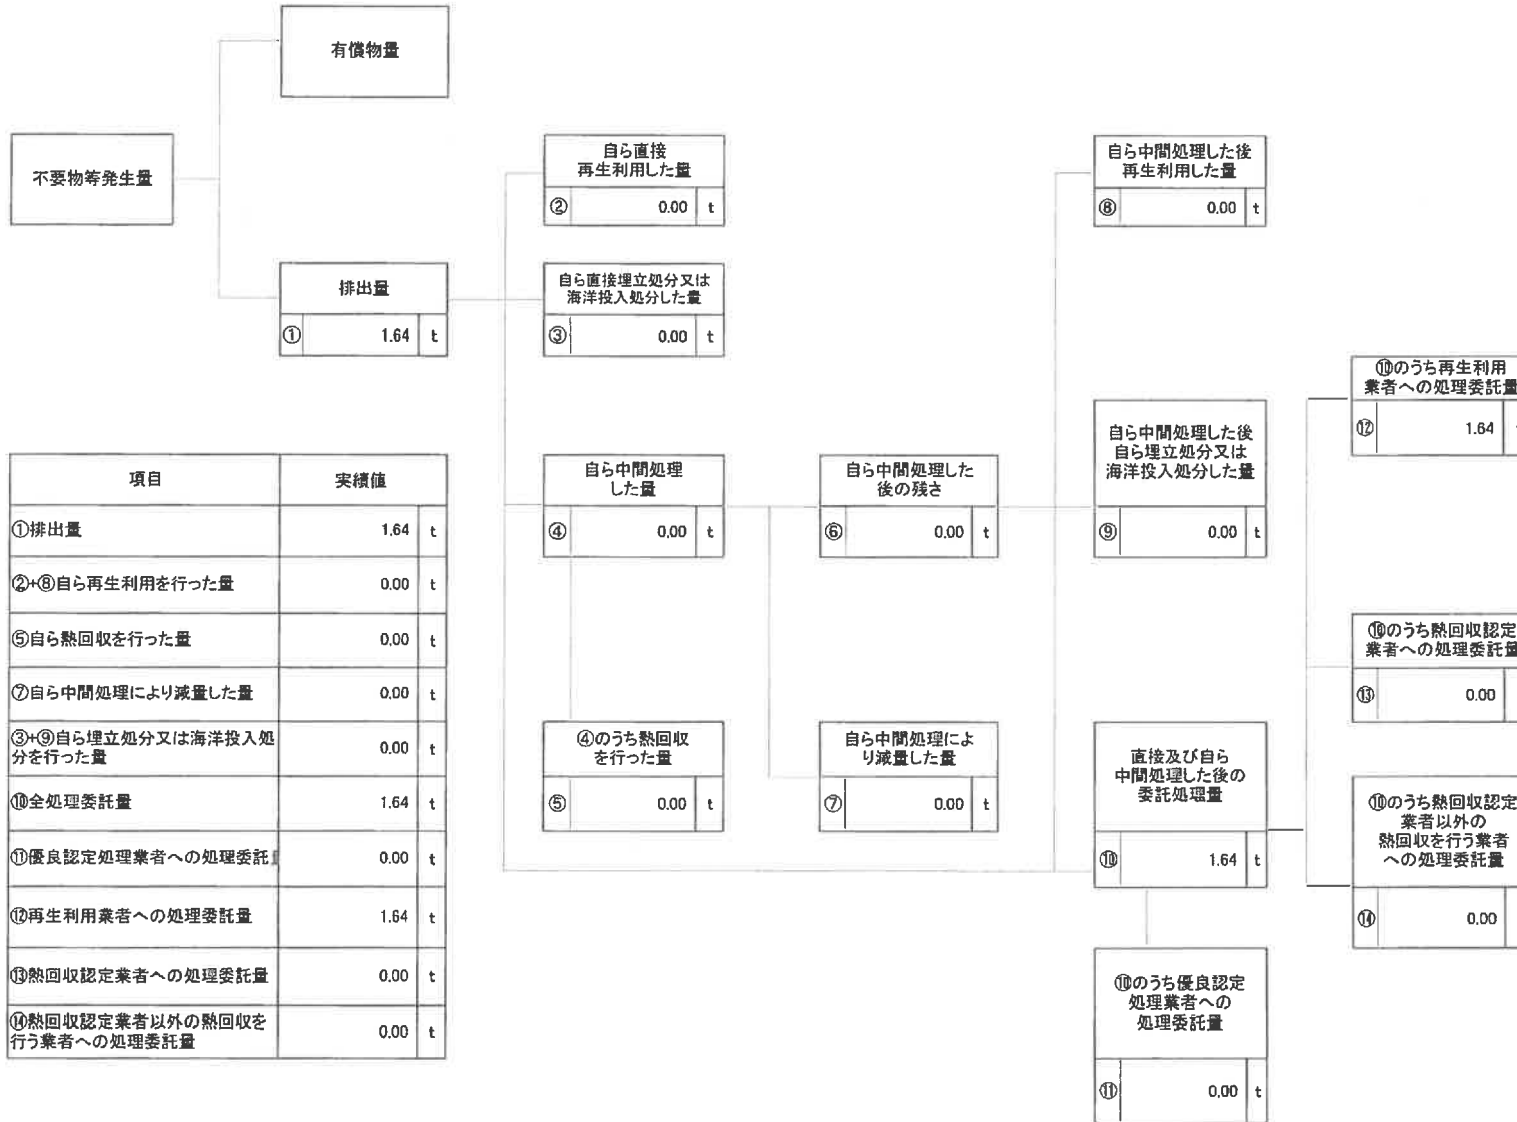 有償物量
不要物等発生量
排出量
① 1.64 t
自ら直接
再生利用した量
② 0.00 t
自ら直接埋立処分又は
海洋投入処分した量
③ 0.00 t
自ら中間処理
した量
④ 0.00 t
④のうち熱回収
を行った量
⑤ 0.00 t
自ら中間処理した
後の残さ
⑥ 0.00 t
自ら中間処理によ
り減量した量
⑦ 0.00 t
自ら中間処理した後
再生利用した量
⑧ 0.00 t
自ら中間処理した後
自ら埋立処分又は
海洋投入処分した量
⑨ 0.00 t
直接及び自ら
中間処理した後の
委託処理量
⑩ 1.64 t
⑩のうち優良認定
処理業者への
処理委託量
⑪ 0.00 t
⑩のうち再生利用
業者への処理委託量
⑫ 1.64
⑩のうち熱回収認定
業者への処理委託量
⑬ 0.00
⑩のうち熱回収認定
業者以外の
熱回収を行う業者
への処理委託量
⑭ 0.00
項目 実績値
①排出量 1.64 t
②+⑧自ら再生利用を行った量 0.00 t
⑤自ら熱回収を行った量 0.00 t
⑦自ら中間処理により減量した量 0.00 t
③+⑨自ら埋立処分又は海洋投入処
分を行った量 0.00 t
⑩全処理委託量 1.64 t
⑪優良認定処理業者への処理委託 0.00 t
⑫再生利用業者への処理委託量 1.64 t
⑬熱回収認定業者への処理委託量 0.00 t
⑭熱回収認定業者以外の熱回収を
行う業者への処理委託量 0.00 t